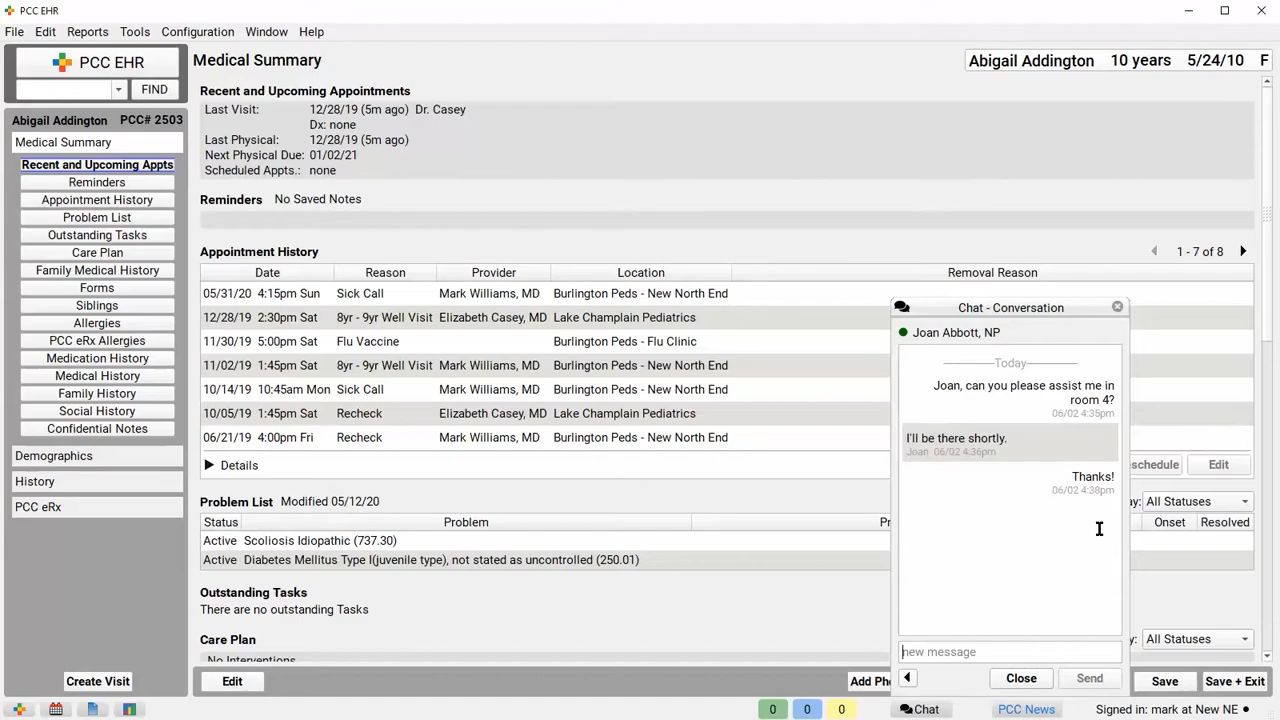 PCC EHR
File Edit Reports Tools Configuration Window Help
PCC EHR
FIND
Abigail Addington PCC# 2503
Medical Summary
Recent and Upcoming Appts
Reminders
Appointment History
Problem List
Outstanding Tasks
Care Plan
Family Medical History
Forms
Siblings
Allergies
PCC eRx Allergies
Medication History
Medical History
Family History
Social History
Confidential Notes
Demographics
History
PCC eRx
Create Visit
Medical Summary
Abigail Addington 10 years 5/24/10 F
Recent and Upcoming Appointments
Last Visit: 12/28/19 (5m ago) Dr. Casey
Dx: none
Last Physical: 12/28/19 (5m ago)
Next Physical Due: 01/02/21
Scheduled Appts.: none
Reminders No Saved Notes
Appointment History 1 - 7 of 8
Date Reason Provider Location Removal Reason
05/31/20 4:15pm Sun Sick Call Mark Williams, MD Burlington Peds - New North End
12/28/19 2:30pm Sat 8yr - 9yr Well Visit Elizabeth Casey, MD Lake Champlain Pediatrics
11/30/19 5:00pm Sat Flu Vaccine Burlington Peds - Flu Clinic
11/02/19 1:45pm Sat 8yr - 9yr Well Visit Mark Williams, MD Burlington Peds - New North End
10/14/19 10:45am Mon Sick Call Mark Williams, MD Burlington Peds - New North End
10/05/19 1:45pm Sat Recheck Elizabeth Casey, MD Lake Champlain Pediatrics
06/21/19 4:00pm Fri Recheck Mark Williams, MD Burlington Peds - New North End
Details
schedule Edit
Problem List Modified 05/12/20
y: All Statuses
Status Problem Pr Onset Resolved
Active Scoliosis Idiopathic (737.30)
Active Diabetes Mellitus Type I(juvenile type), not stated as uncontrolled (250.01)
Outstanding Tasks
There are no outstanding Tasks
Care Plan
y: All Statuses
No Interventions
Edit Add Ph Save Save + Exit
Chat - Conversation
Joan Abbott, NP
Today
Joan, can you please assist me in
room 4?
06/02 4:35pm
I'll be there shortly.
Joan 06/02 4:36pm
Thanks!
06/02 4:38pm
new message
Close Send
0 0 0 Chat PCC News Signed in: mark at New NE